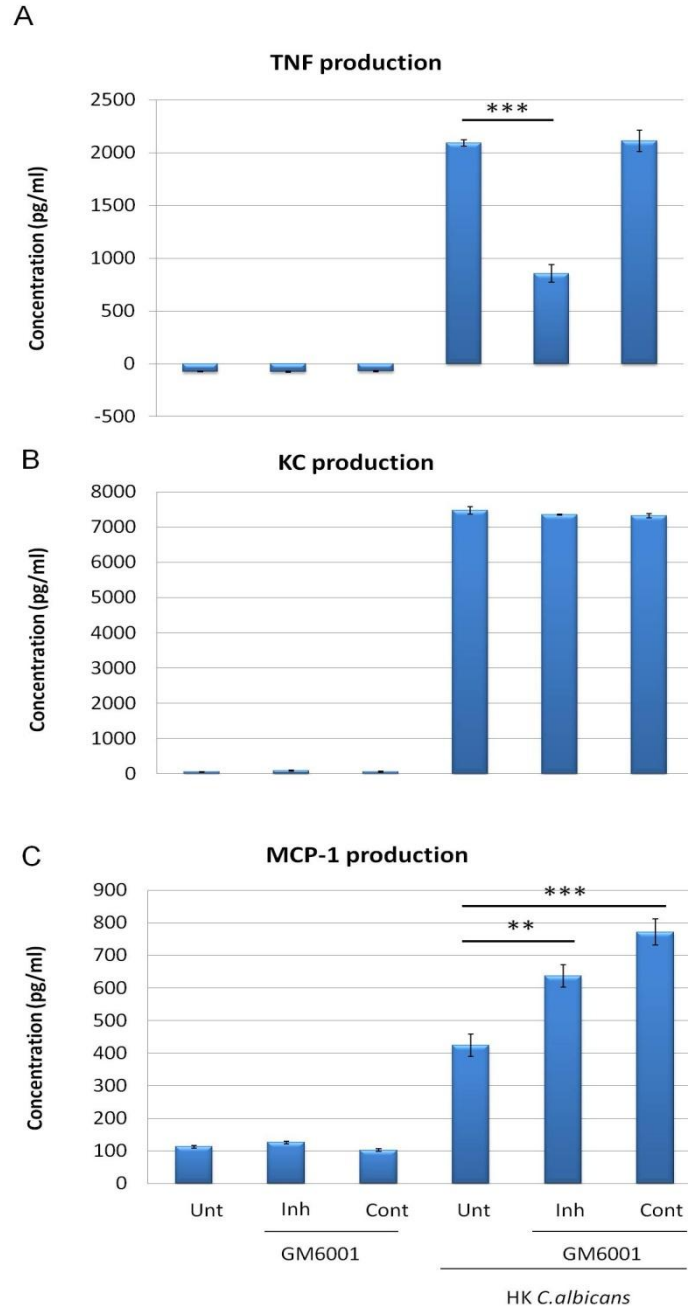 A
TNF production
***
2500
2000
1500
1000
500
0
-500
Concentration (pg/ml)
B
KC production
8000
7000
6000
5000
4000
3000
2000
1000
0
Concentration (pg/ml)
C
MCP-1 production
900
800
700
600
500
400
300
200
100
0
Concentration (pg/ml)
***
**
Unt Inh Cont Unt Inh Cont
GM6001 GM6001
HK C.albicans